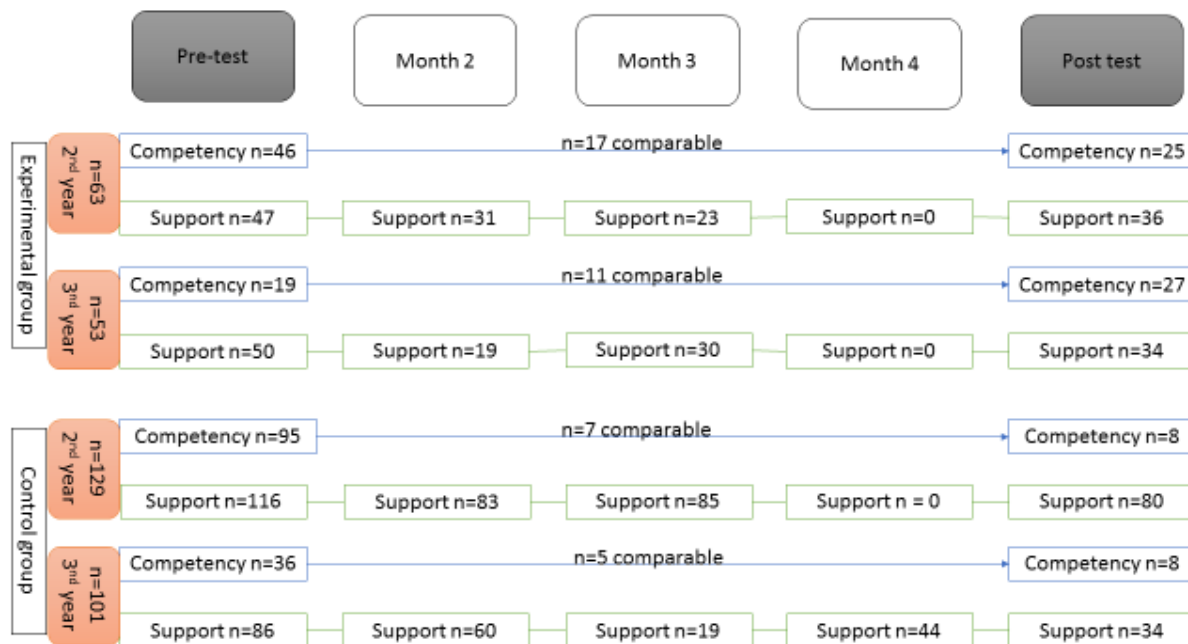 Pre-test
Month 2
Month 3
Month 4
Post test
Experimental group
n=63
2nd year
Competency n=46
n=17 comparable
Competency n=25
Support n=47
Support n=31
Support n=23
Support n=0
Support n=36
n=53
3nd year
Competency n=19
n=11 comparable
Competency n=27
Support n=50
Support n=19
Support n=30
Support n=0
Support n=34
Control group
n=129
2nd year
Competency n=95
n=7 comparable
Competency n=8
Support n=116
Support n=83
Support n=85
Support n = 0
Support n=80
n=101
3nd year
Competency n=36
n=5 comparable
Competency n=8
Support n=86
Support n=60
Support n=19
Support n=44
Support n=34